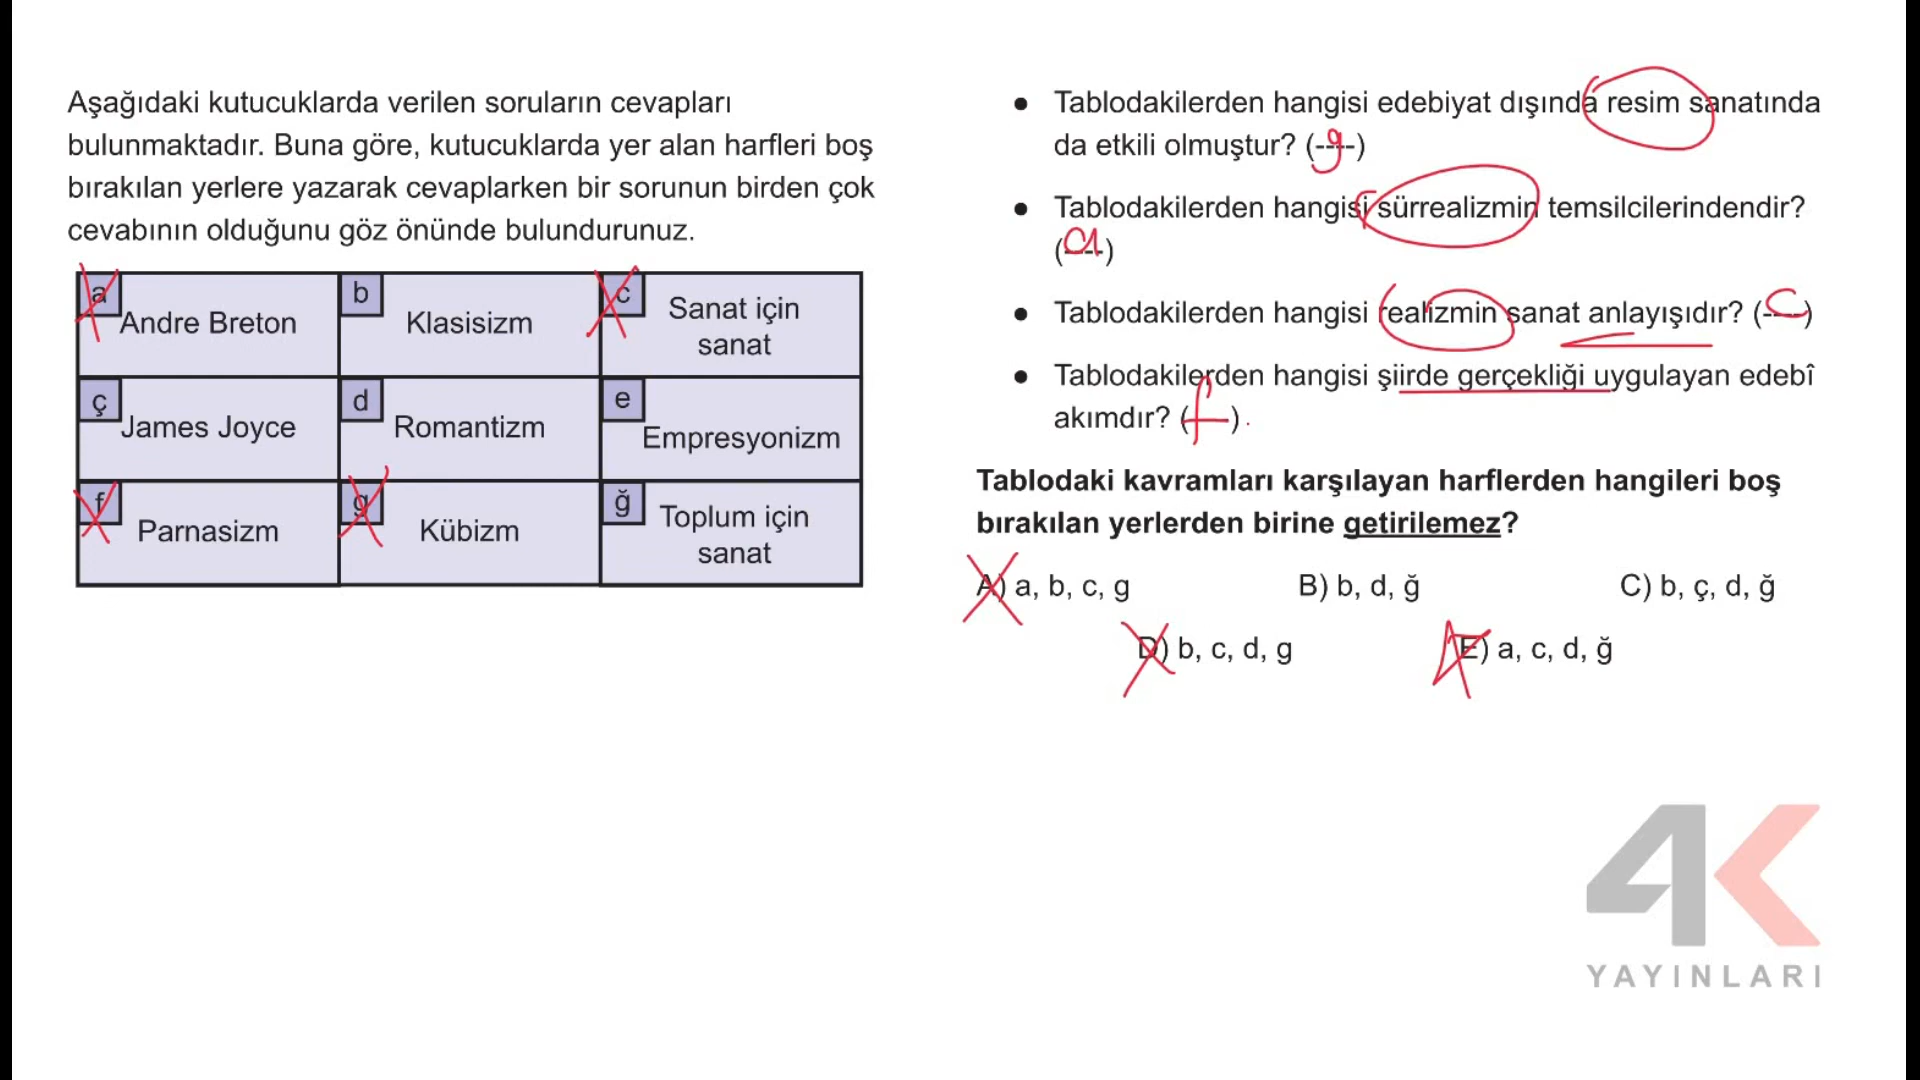 Aşağıdaki kutucuklarda verilen soruların cevapları
bulunmaktadır. Buna göre, kutucuklarda yer alan harfleri boş
bırakılan yerlere yazarak cevaplarken bir sorunun birden çok
cevabının olduğunu göz önünde bulundurunuz.
a
Andre Breton
b
Klasisizm
c
Sanat için
sanat
ç
James Joyce
d
Romantizm
e
Empresyonizm
f
Parnasizm
g
Kübizm
ğ
Toplum için
sanat
● Tablodakilerden hangisi edebiyat dışında resim sanatında
da etkili olmuştur? (----) g
● Tablodakilerden hangisi sürrealizmin temsilcilerindendir?
(----) a
● Tablodakilerden hangisi realizmin sanat anlayışıdır? (----) c
● Tablodakilerden hangisi şiirde gerçekliği uygulayan edebî
akımdır? (----) f
Tablodaki kavramları karşılayan harflerden hangileri boş
bırakılan yerlerden birine getirilemez?
A) a, b, c, g
B) b, d, ğ
C) b, ç, d, ğ
D) b, c, d, g
E) a, c, d, ğ
4K
YAYINLARI